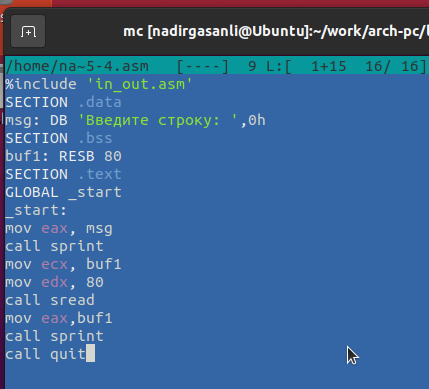 mc [nadirgasanli@Ubuntu]:~/work/arch-pc/
/home/na~5-4.asm   [----]  9 L:[  1+15  16/ 16]
%include 'in_out.asm'
SECTION .data
msg: DB 'Введите строку: ',0h
SECTION .bss
buf1: RESB 80
SECTION .text
GLOBAL _start
_start:
mov eax, msg
call sprint
mov ecx, buf1
mov edx, 80
call sread
mov eax,buf1
call sprint
call quit